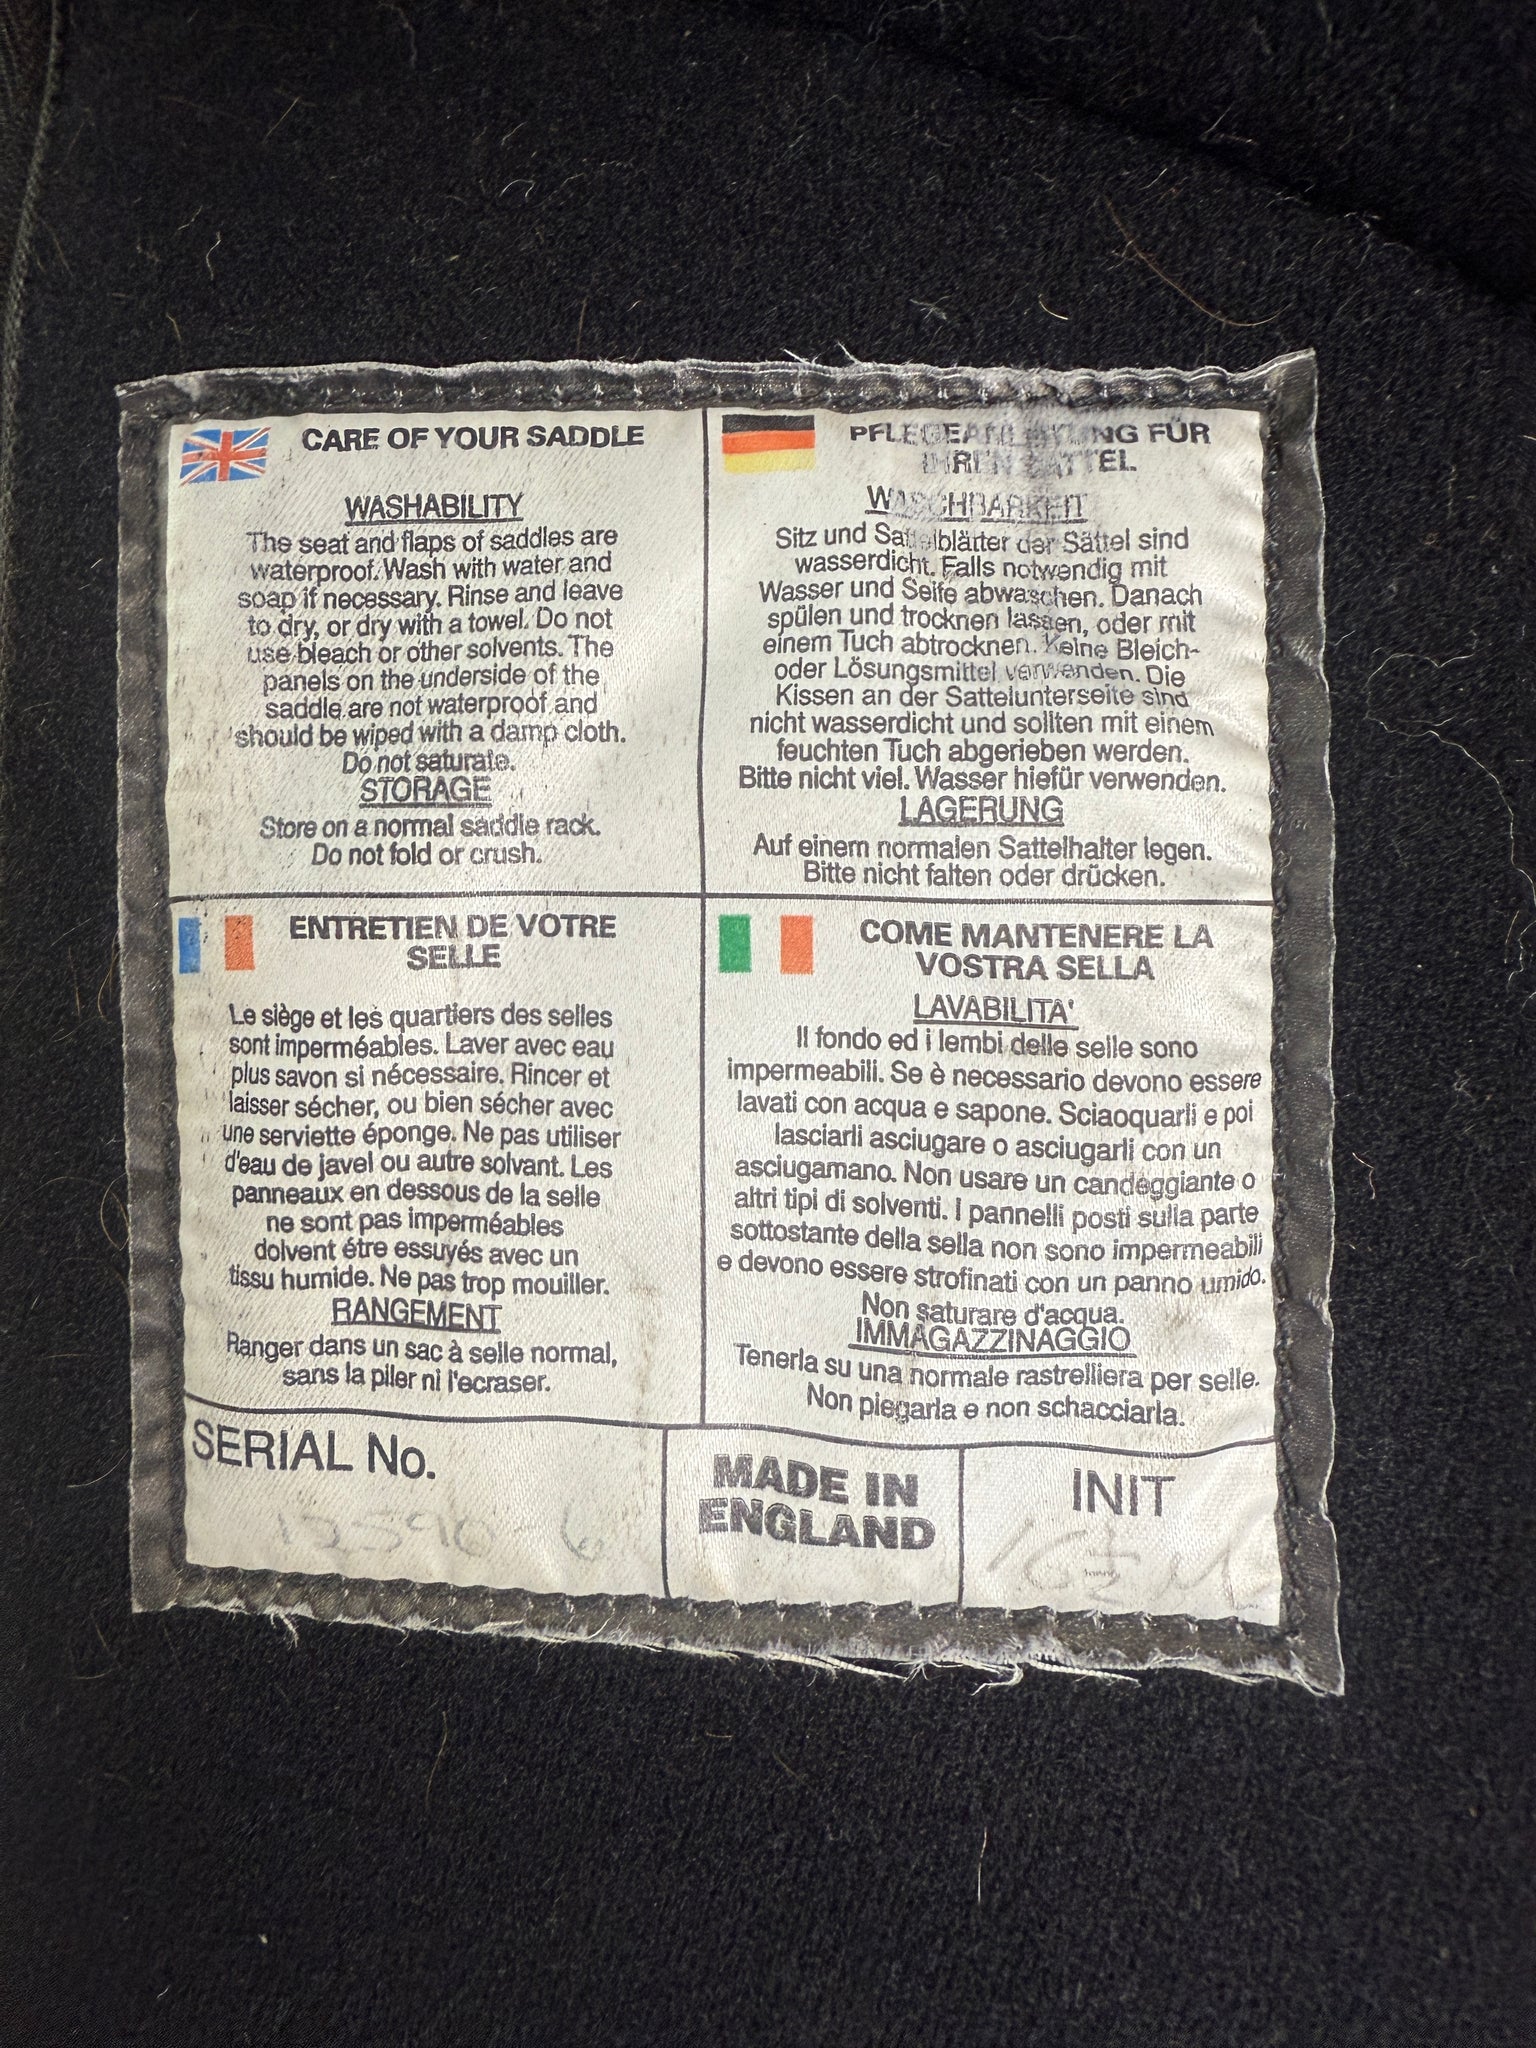 CARE OF YOUR SADDLE
WASHABILITY
The seat and flaps of saddles are
waterproof. Wash with water and
soap if necessary. Rinse and leave
to dry, or dry with a towel. Do not
use bleach or other solvents. The
panels on the underside of the
saddle are not waterproof and
should be wiped with a damp cloth.
Do not saturate.
STORAGE
Store on a normal saddle rack.
Do not fold or crush.
PFLEGEANLEITUNG FÜR
IHREN SATTEL
WASCHBARKEIT
Sitz und Sattelblätter der Sättel sind
wasserdicht. Falls notwendig mit
Wasser und Seife abwaschen. Danach
spülen und trocknen lassen, oder mit
einem Tuch abtrocknen. Keine Bleich-
oder Lösungsmittel verwenden. Die
Kissen an der Sattelunterseite sind
nicht wasserdicht und sollten mit einem
feuchten Tuch abgerieben werden.
Bitte nicht viel. Wasser hiefür verwenden.
LAGERUNG
Auf einem normalen Sattelhalter legen.
Bitte nicht falten oder drücken.
ENTRETIEN DE VOTRE
SELLE
Le siège et les quartiers des selles
sont imperméables. Laver avec eau
plus savon si nécessaire. Rincer et
laisser sécher, ou bien sécher avec
une serviette éponge. Ne pas utiliser
d'eau de javel ou autre solvant. Les
panneaux en dessous de la selle
ne sont pas imperméables
doivent étre essuyés avec un
tissu humide. Ne pas trop mouiller.
RANGEMENT
Ranger dans un sac à selle normal,
sans la plier ni l'ecraser.
COME MANTENERE LA
VOSTRA SELLA
LAVABILITA'
Il fondo ed i lembi delle selle sono
impermeabili. Se è necessario devono essere
lavati con acqua e sapone. Sciaoquarli e poi
lasciarli asciugare o asciugarli con un
asciugamano. Non usare un candeggiante o
altri tipi di solventi. I pannelli posti sulla parte
sottostante della sella non sono impermeabili
e devono essere strofinati con un panno umido.
Non saturare d'acqua.
IMMAGAZZINAGGIO
Tenerla su una normale rastrelliera per selle.
Non piegarla e non schacciarla.
SERIAL No.
12590-6
MADE IN
ENGLAND
INIT
16 1/2 M